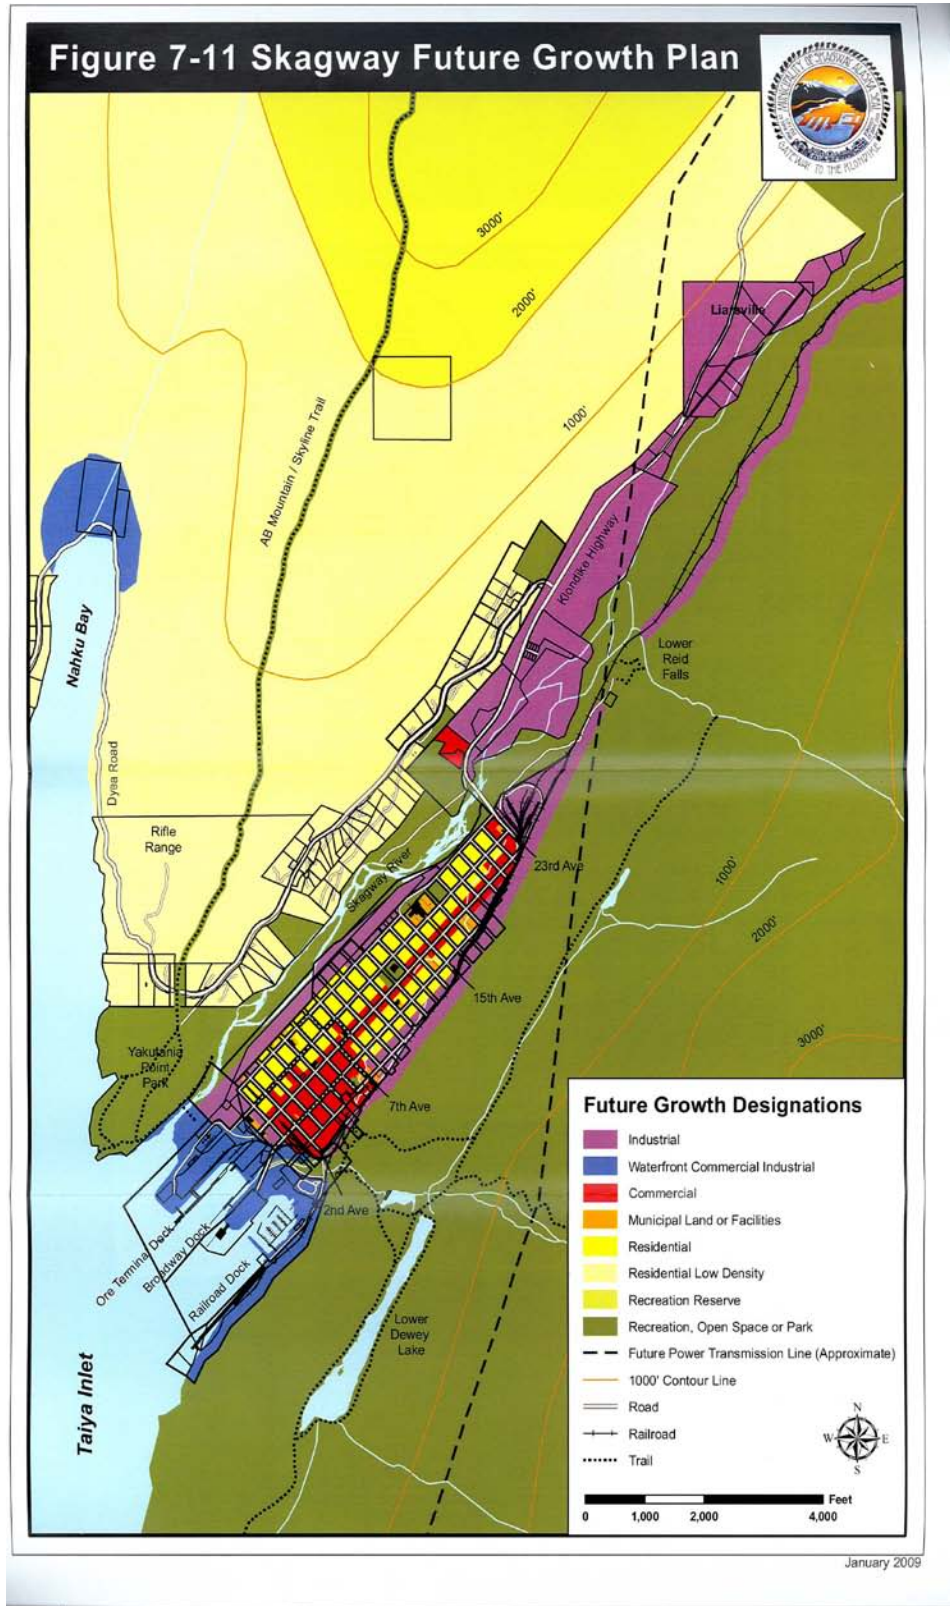 Figure 7-11 Skagway Future Growth Plan
GATEWAY TO THE KLONDIKE
3000'
2000'
Liarsville
1000'
AB Mountain / Skyline Trail
Klondike Highway
Nahku Bay
Lower
Reid
Falls
Dyea Road
Rifle
Range
Skagway River
23rd Ave
1000'
2000'
15th Ave
3000'
Yakutania
Point
Park
7th Ave
2nd Ave
Ore Terminal Dock
Broadway Dock
Railroad Dock
Lower
Dewey
Lake
Taiya Inlet
Future Growth Designations
Industrial
Waterfront Commercial Industrial
Commercial
Municipal Land or Facilities
Residential
Residential Low Density
Recreation Reserve
Recreation, Open Space or Park
Future Power Transmission Line (Approximate)
1000' Contour Line
Road
Railroad
Trail
N
W E
S
Feet
0 1,000 2,000 4,000
January 2009